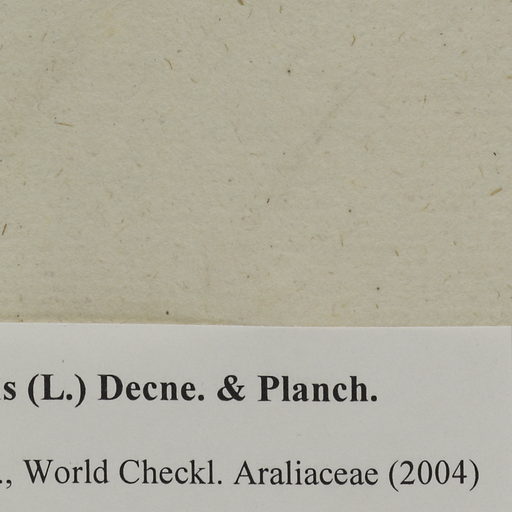 s (L.) Decne. & Planch.
., World Checkl. Araliaceae (2004)